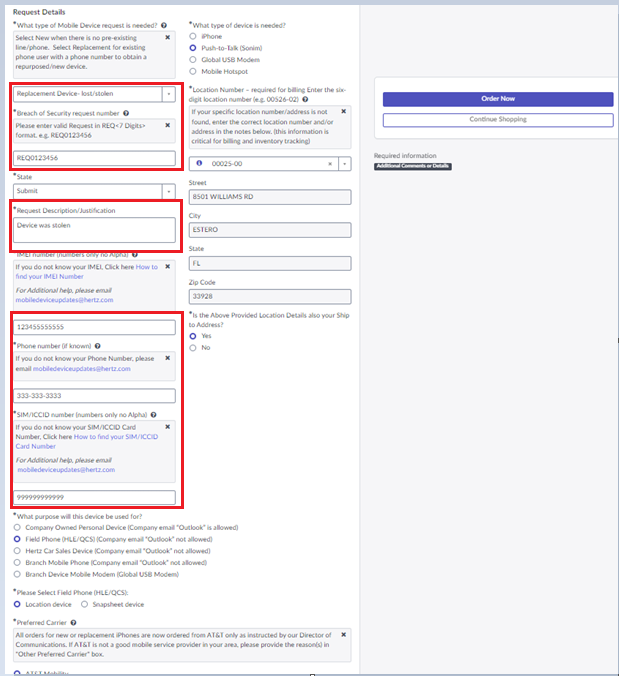 Request Details
*What type of Mobile Device request is needed?
Select New when there is no pre-existing
line/phone. Select Replacement for existing
phone user with a phone number to obtain a
repurposed/new device.
Replacement Device- lost/stolen
*Breach of Security request number
Please enter valid Request in REQ<7 Digits>
format. e.g. REQ0123456
REQ0123456
*State
Submit
*Request Description/Justification
Device was stolen
*IMEI number (numbers only no Alpha)
If you do not know your IMEI, Click here How to
find your IMEI Number
For Additional help, please email
mobiledeviceupdates@hertz.com
123455555555
*Phone number (if known)
If you do not know your Phone Number, please
email mobiledeviceupdates@hertz.com
333-333-3333
*SIM/ICCID number (numbers only no Alpha)
If you do not know your SIM/ICCID Card
Number, Click here How to find your SIM/ICCID
Card Number
For Additional help, please email
mobiledeviceupdates@hertz.com
999999999999
*What type of device is needed?
iPhone
Push-to-Talk (Sonim)
Global USB Modem
Mobile Hotspot
*Location Number – required for billing Enter the six-
digit location number (e.g. 00526-02)
If your specific location number/address is not
found, enter the correct location number and/or
address in the notes below, (this information is
critical for billing and inventory tracking)
00025-00
Street
8501 WILLIAMS RD
City
ESTERO
State
FL
Zip Code
33928
*Is the Above Provided Location Details also your Ship
to Address?
Yes
No
*What purpose will this device be used for?
Company Owned Personal Device (Company email "Outlook" is allowed)
Field Phone (HLE/QCS) (Company email "Outlook" not allowed)
Hertz Car Sales Device (Company email "Outlook" not allowed)
Branch Mobile Phone (Company email "Outlook" not allowed)
Branch Device Mobile Modem (Global USB Modem)
*Please Select Field Phone (HLE/QCS):
Location device Snapsheet device
*Preferred Carrier
All orders for new or replacement iPhones are now ordered from AT&T only as instructed by our Director of
Communications. If AT&T is not a good mobile service provider in your area, please provide the reason(s) in
"Other Preferred Carrier" box.
AT&T Mobility
Order Now
Continue Shopping
Required information
Additional Comments or Details